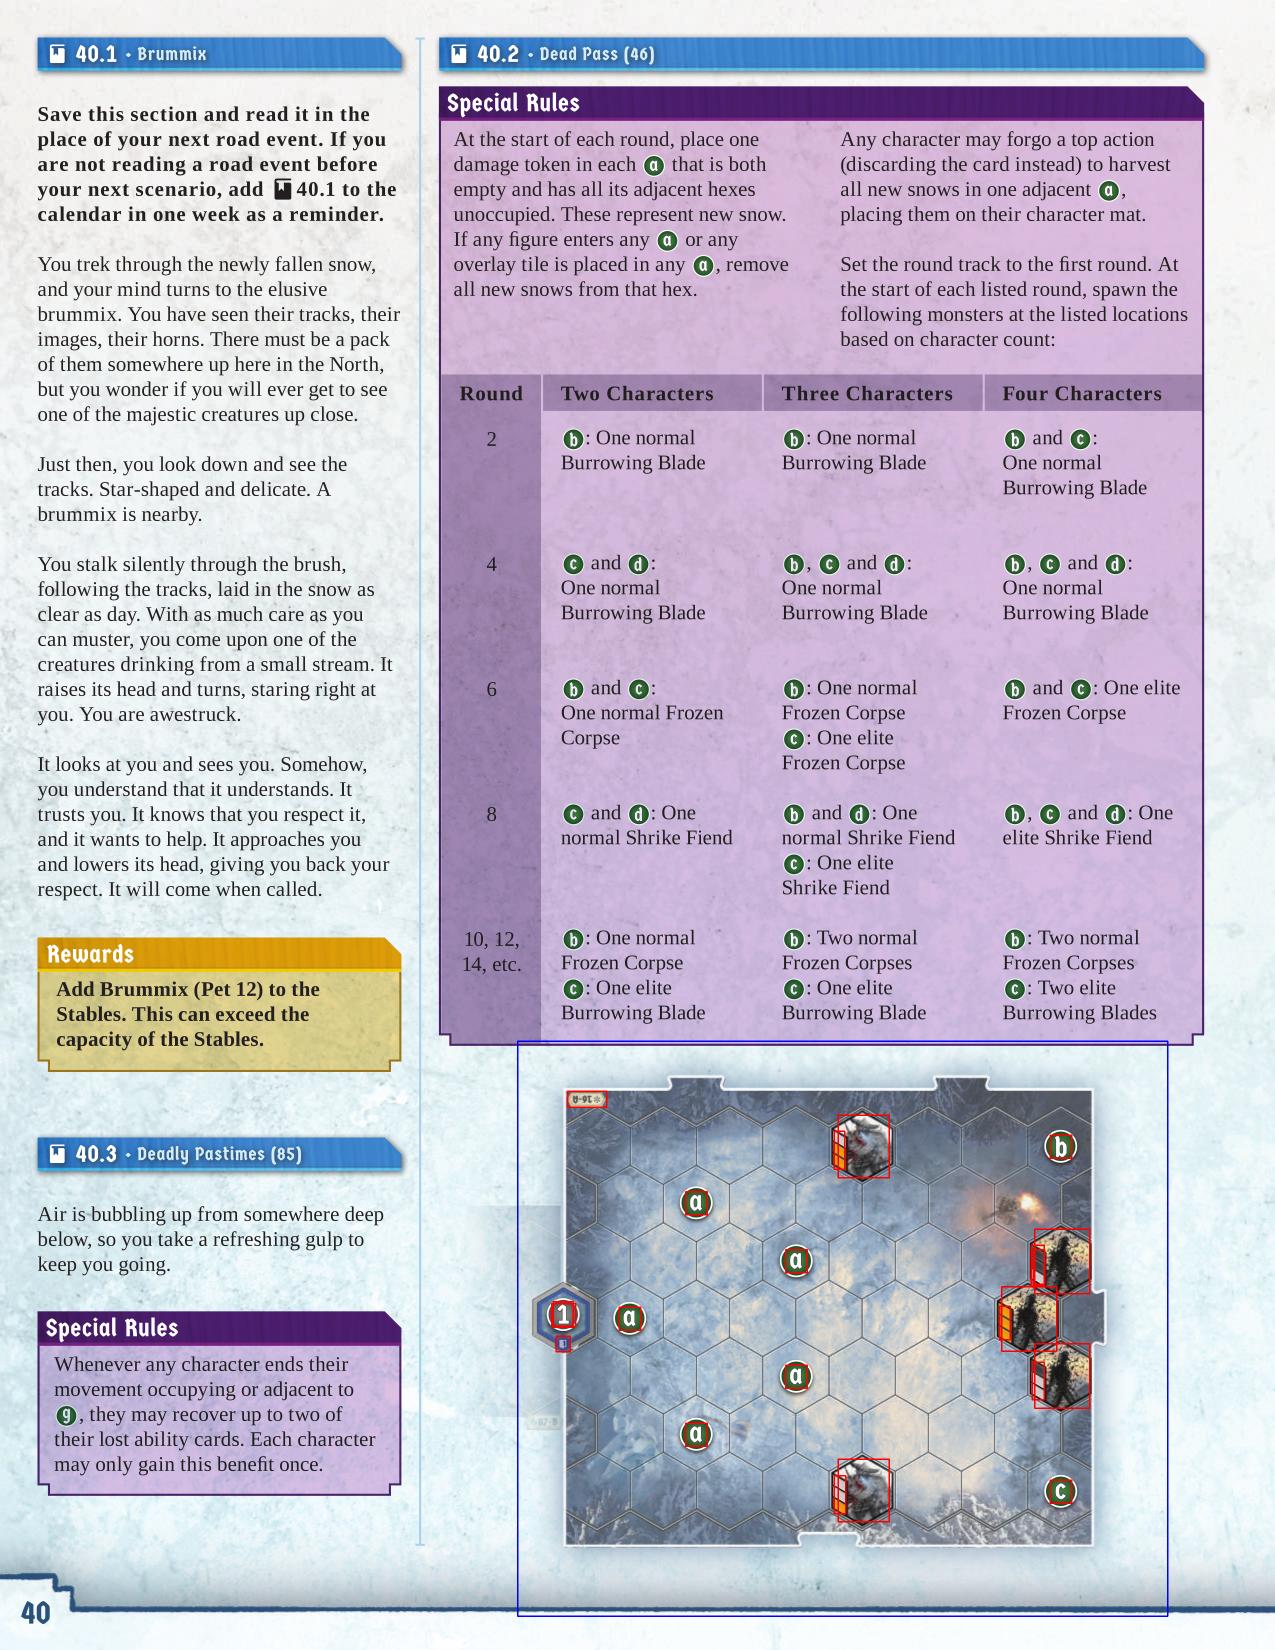 40.1 • Brummix
Save this section and read it in the
place of your next road event. If you
are not reading a road event before
your next scenario, add 40.1 to the
calendar in one week as a reminder.
You trek through the newly fallen snow,
and your mind turns to the elusive
brummix. You have seen their tracks, their
images, their horns. There must be a pack
of them somewhere up here in the North,
but you wonder if you will ever get to see
one of the majestic creatures up close.
Just then, you look down and see the
tracks. Star-shaped and delicate. A
brummix is nearby.
You stalk silently through the brush,
following the tracks, laid in the snow as
clear as day. With as much care as you
can muster, you come upon one of the
creatures drinking from a small stream. It
raises its head and turns, staring right at
you. You are awestruck.
It looks at you and sees you. Somehow,
you understand that it understands. It
trusts you. It knows that you respect it,
and it wants to help. It approaches you
and lowers its head, giving you back your
respect. It will come when called.
Rewards
Add Brummix (Pet 12) to the
Stables. This can exceed the
capacity of the Stables.
40.3 • Deadly Pastimes (85)
Air is bubbling up from somewhere deep
below, so you take a refreshing gulp to
keep you going.
Special Rules
Whenever any character ends their
movement occupying or adjacent to
g, they may recover up to two of
their lost ability cards. Each character
may only gain this benefit once.
40.2 • Dead Pass (46)
Special Rules
At the start of each round, place one
damage token in each a that is both
empty and has all its adjacent hexes
unoccupied. These represent new snow.
If any figure enters any a or any
overlay tile is placed in any a, remove
all new snows from that hex.
Any character may forgo a top action
(discarding the card instead) to harvest
all new snows in one adjacent a,
placing them on their character mat.
Set the round track to the first round. At
the start of each listed round, spawn the
following monsters at the listed locations
based on character count:
Round Two Characters Three Characters Four Characters
2
b: One normal
Burrowing Blade
b: One normal
Burrowing Blade
b and c:
One normal
Burrowing Blade
4
c and d:
One normal
Burrowing Blade
b, c and d:
One normal
Burrowing Blade
b, c and d:
One normal
Burrowing Blade
6
b and c:
One normal Frozen
Corpse
b: One normal
Frozen Corpse
c: One elite
Frozen Corpse
b and c: One elite
Frozen Corpse
8
c and d: One
normal Shrike Fiend
b and d: One
normal Shrike Fiend
c: One elite
Shrike Fiend
b, c and d: One
elite Shrike Fiend
10, 12,
14, etc.
b: One normal
Frozen Corpse
c: One elite
Burrowing Blade
b: Two normal
Frozen Corpses
c: One elite
Burrowing Blade
b: Two normal
Frozen Corpses
c: Two elite
Burrowing Blades
16-A
b
a
a
1
a
a
a
c
40